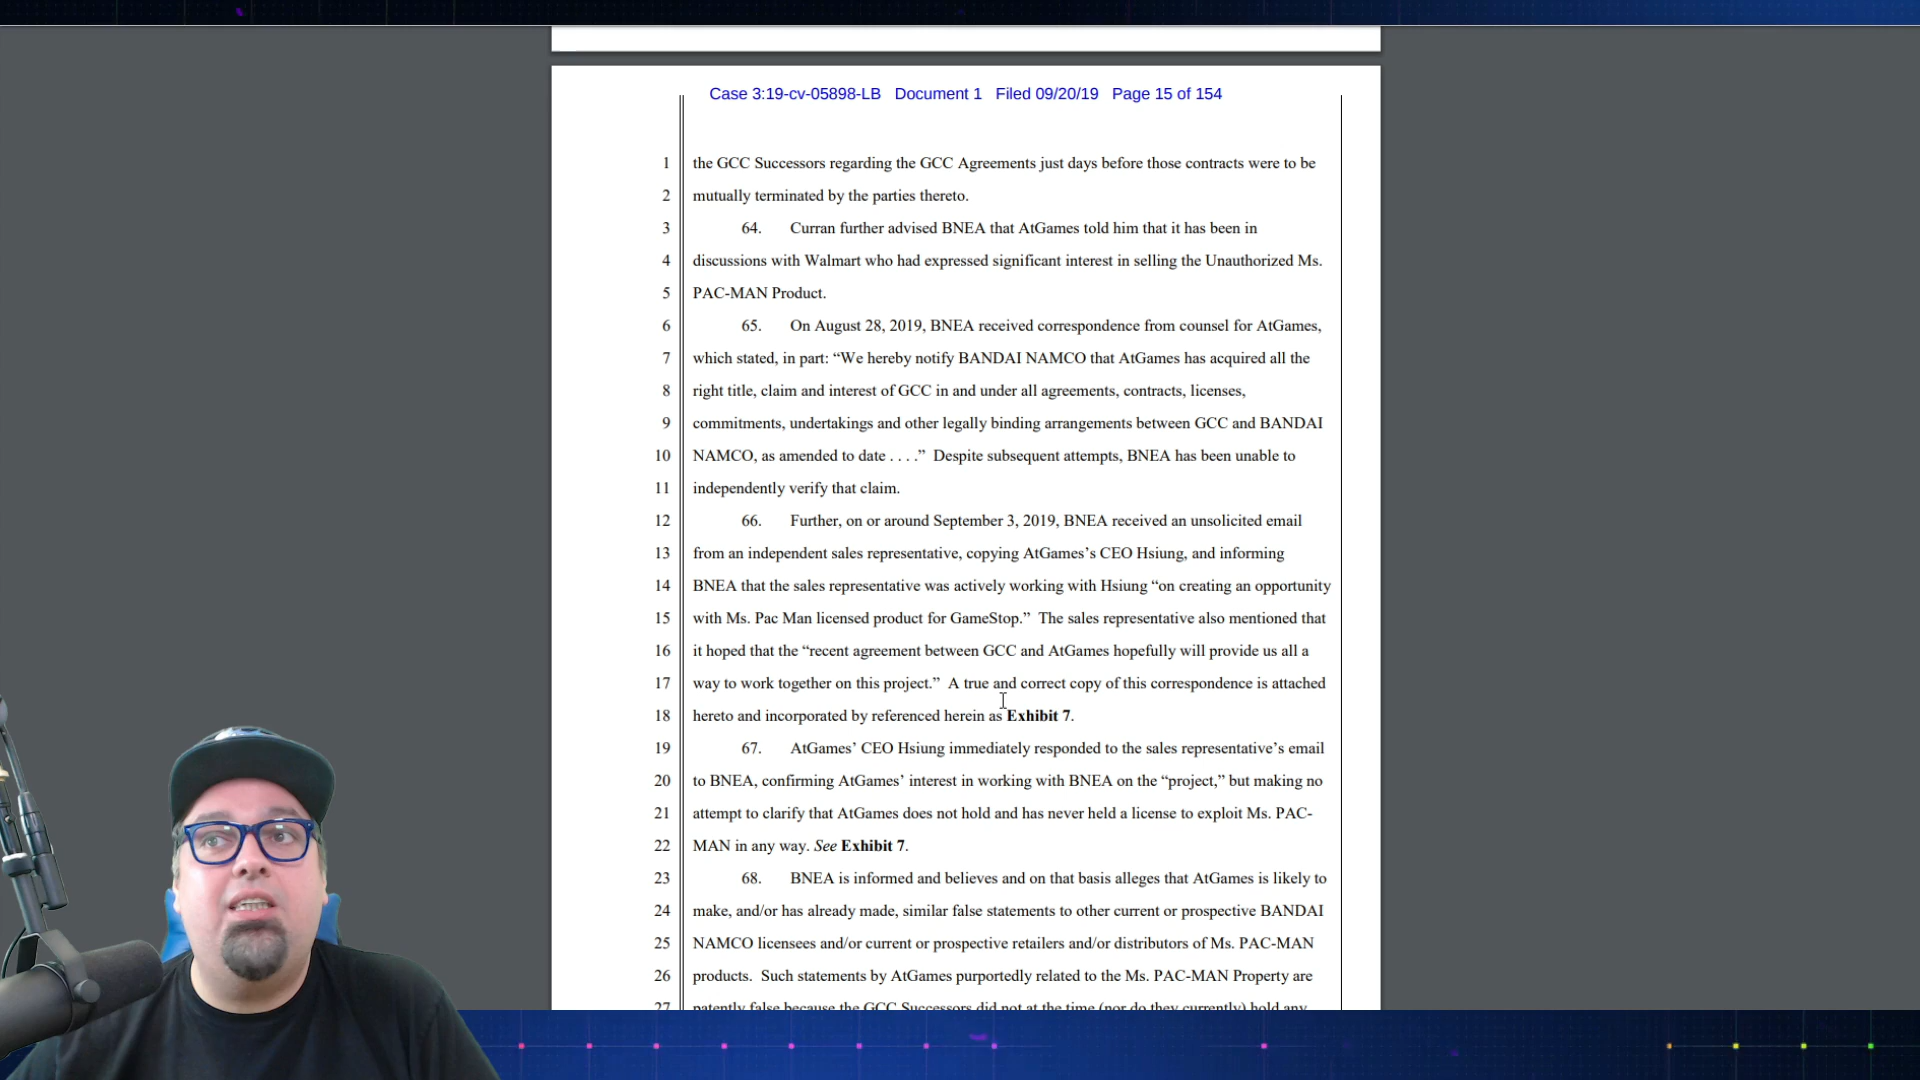 Case 3:19-cv-05898-LB Document 1 Filed 09/20/19 Page 15 of 154
1 the GCC Successors regarding the GCC Agreements just days before those contracts were to be
2 mutually terminated by the parties thereto.
3 64. Curran further advised BNEA that AtGames told him that it has been in
4 discussions with Walmart who had expressed significant interest in selling the Unauthorized Ms.
5 PAC-MAN Product.
6 65. On August 28, 2019, BNEA received correspondence from counsel for AtGames,
7 which stated, in part: “We hereby notify BANDAI NAMCO that AtGames has acquired all the
8 right title, claim and interest of GCC in and under all agreements, contracts, licenses,
9 commitments, undertakings and other legally binding arrangements between GCC and BANDAI
10 NAMCO, as amended to date . . . .” Despite subsequent attempts, BNEA has been unable to
11 independently verify that claim.
12 66. Further, on or around September 3, 2019, BNEA received an unsolicited email
13 from an independent sales representative, copying AtGames’s CEO Hsiung, and informing
14 BNEA that the sales representative was actively working with Hsiung “on creating an opportunity
15 with Ms. Pac Man licensed product for GameStop.” The sales representative also mentioned that
16 it hoped that the “recent agreement between GCC and AtGames hopefully will provide us all a
17 way to work together on this project.” A true and correct copy of this correspondence is attached
18 hereto and incorporated by referenced herein as Exhibit 7.
19 67. AtGames’ CEO Hsiung immediately responded to the sales representative’s email
20 to BNEA, confirming AtGames’ interest in working with BNEA on the “project,” but making no
21 attempt to clarify that AtGames does not hold and has never held a license to exploit Ms. PAC-
22 MAN in any way. See Exhibit 7.
23 68. BNEA is informed and believes and on that basis alleges that AtGames is likely to
24 make, and/or has already made, similar false statements to other current or prospective BANDAI
25 NAMCO licensees and/or current or prospective retailers and/or distributors of Ms. PAC-MAN
26 products. Such statements by AtGames purportedly related to the Ms. PAC-MAN Property are
27 patently false because the GCC Successors did not at the time (nor do they currently) hold any